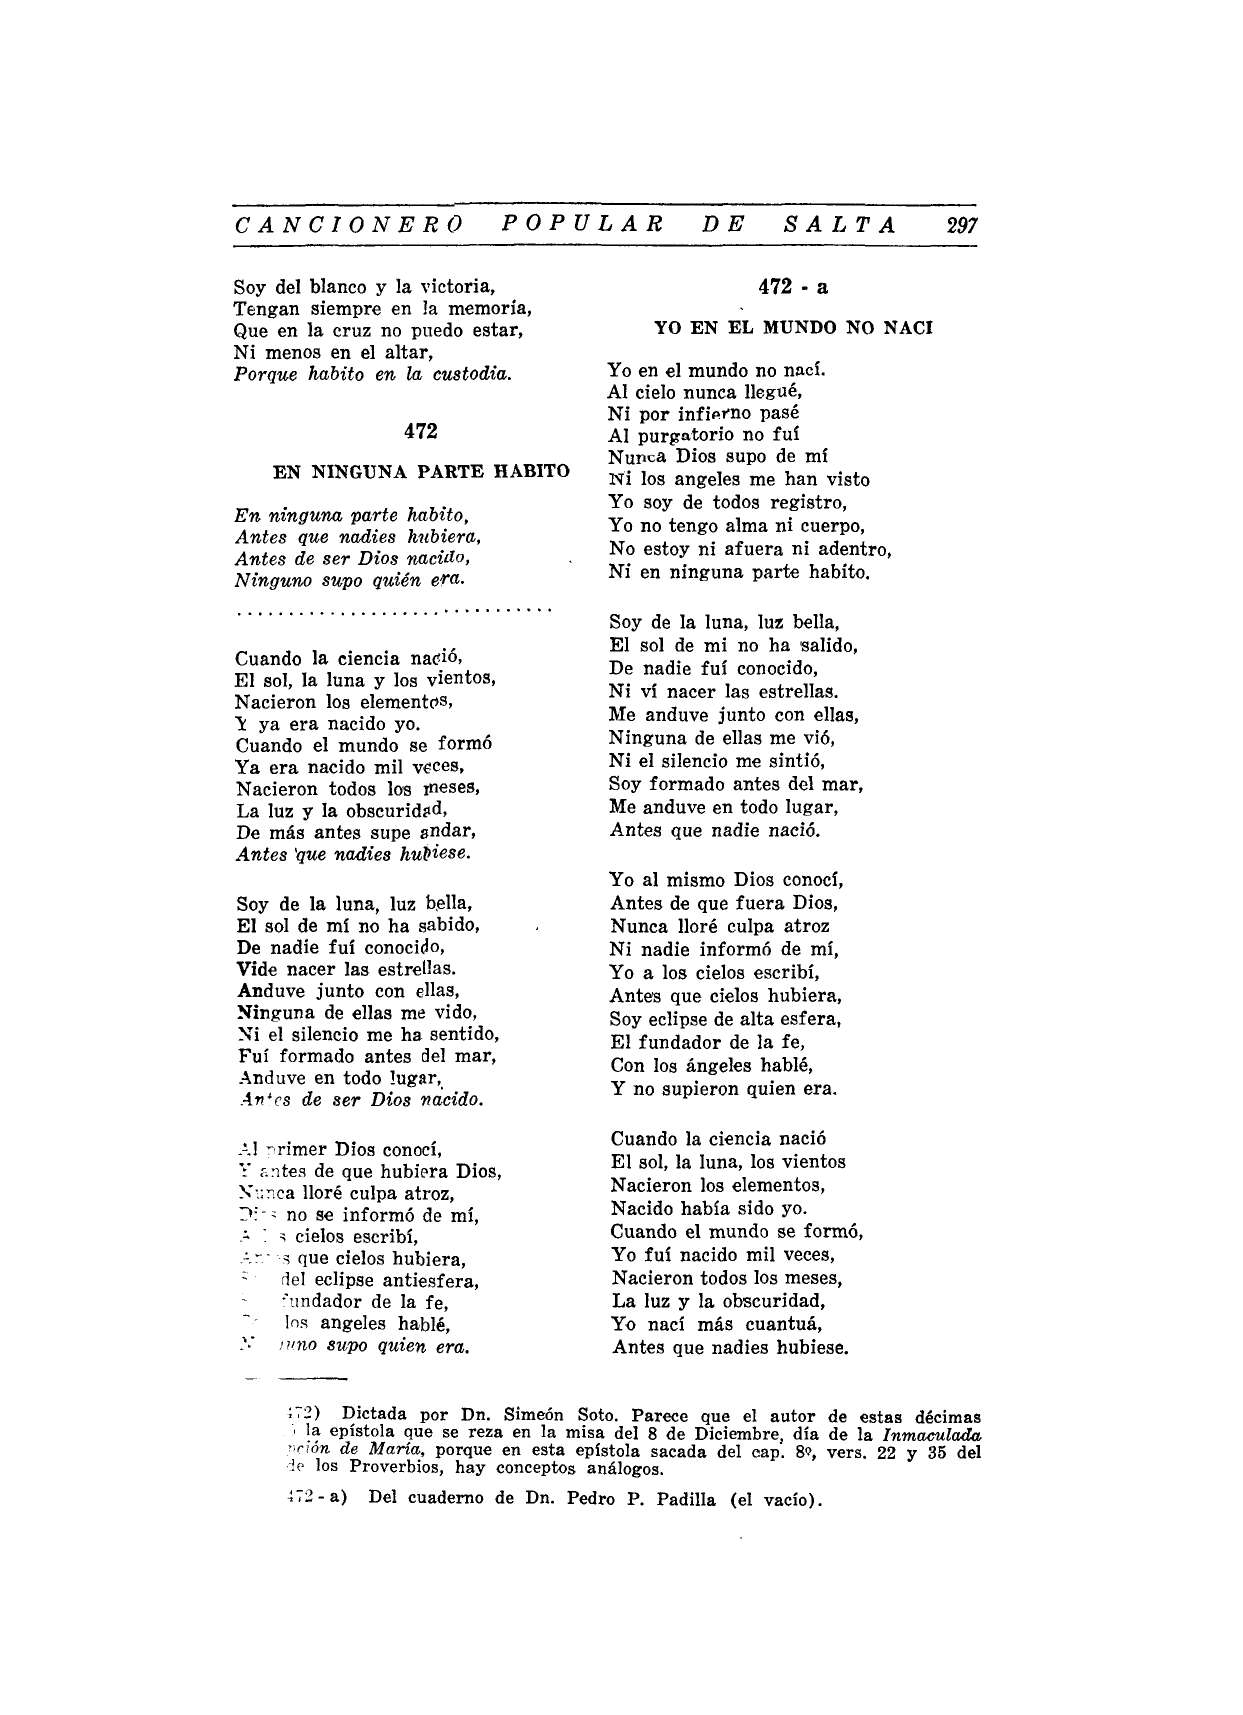 CANCIONERO POPULAR DE SALTA 297
Soy del blanco y la victoria,
Tengan siempre en la memoria,
Que en la cruz no puedo estar,
Ni menos en el altar,
Porque habito en la custodia.
472
EN NINGUNA PARTE HABITO
En ninguna parte habito,
Antes que nadies hubiera,
Antes de ser Dios nacido,
Ninguno supo quién era.
...............................
Cuando la ciencia nació,
El sol, la luna y los vientos,
Nacieron los elementos,
Y ya era nacido yo.
Cuando el mundo se formó
Ya era nacido mil veces,
Nacieron todos los meses,
La luz y la obscuridad,
De más antes supe andar,
Antes que nadies hubiese.
Soy de la luna, luz bella,
El sol de mí no ha sabido,
De nadie fuí conocido,
Vide nacer las estrellas.
Anduve junto con ellas,
Ninguna de ellas me vido,
Ni el silencio me ha sentido,
Fuí formado antes del mar,
Anduve en todo lugar,
Antes de ser Dios nacido.
Al primer Dios conocí,
Y antes de que hubiera Dios,
Nunca lloré culpa atroz,
Dios no se informó de mí,
A los cielos escribí,
Antes que cielos hubiera,
del eclipse antiesfera,
fundador de la fe,
los angeles hablé,
supo quien era.
472 - a
YO EN EL MUNDO NO NACI
Yo en el mundo no nací.
Al cielo nunca llegué,
Ni por infierno pasé
Al purgatorio no fuí
Nunca Dios supo de mí
Ni los angeles me han visto
Yo soy de todos registro,
Yo no tengo alma ni cuerpo,
No estoy ni afuera ni adentro,
Ni en ninguna parte habíto.
Soy de la luna, luz bella,
El sol de mi no ha salido,
De nadie fuí conocido,
Ni ví nacer las estrellas.
Me anduve junto con ellas,
Ninguna de ellas me vió,
Ni el silencio me sintió,
Soy formado antes del mar,
Me anduve en todo lugar,
Antes que nadie nació.
Yo al mismo Dios conocí,
Antes de que fuera Dios,
Nunca lloré culpa atroz
Ni nadie informó de mí,
Yo a los cielos escribí,
Antes que cielos hubiera,
Soy eclipse de alta esfera,
El fundador de la fe,
Con los ángeles hablé,
Y no supieron quien era.
Cuando la ciencia nació
El sol, la luna, los vientos
Nacieron los elementos,
Nacido había sido yo.
Cuando el mundo se formó,
Yo fuí nacido mil veces,
Nacieron todos los meses,
La luz y la obscuridad,
Yo nací más cuantuá,
Antes que nadies hubiese.
472) Dictada por Dn. Simeón Soto. Parece que el autor de estas décimas
la epístola que se reza en la misa del 8 de Diciembre, día de la Inmaculada
de María, porque en esta epístola sacada del cap. 8º, vers. 22 y 35 del
de los Proverbios, hay conceptos análogos.
472 - a) Del cuaderno de Dn. Pedro P. Padilla (el vacío).